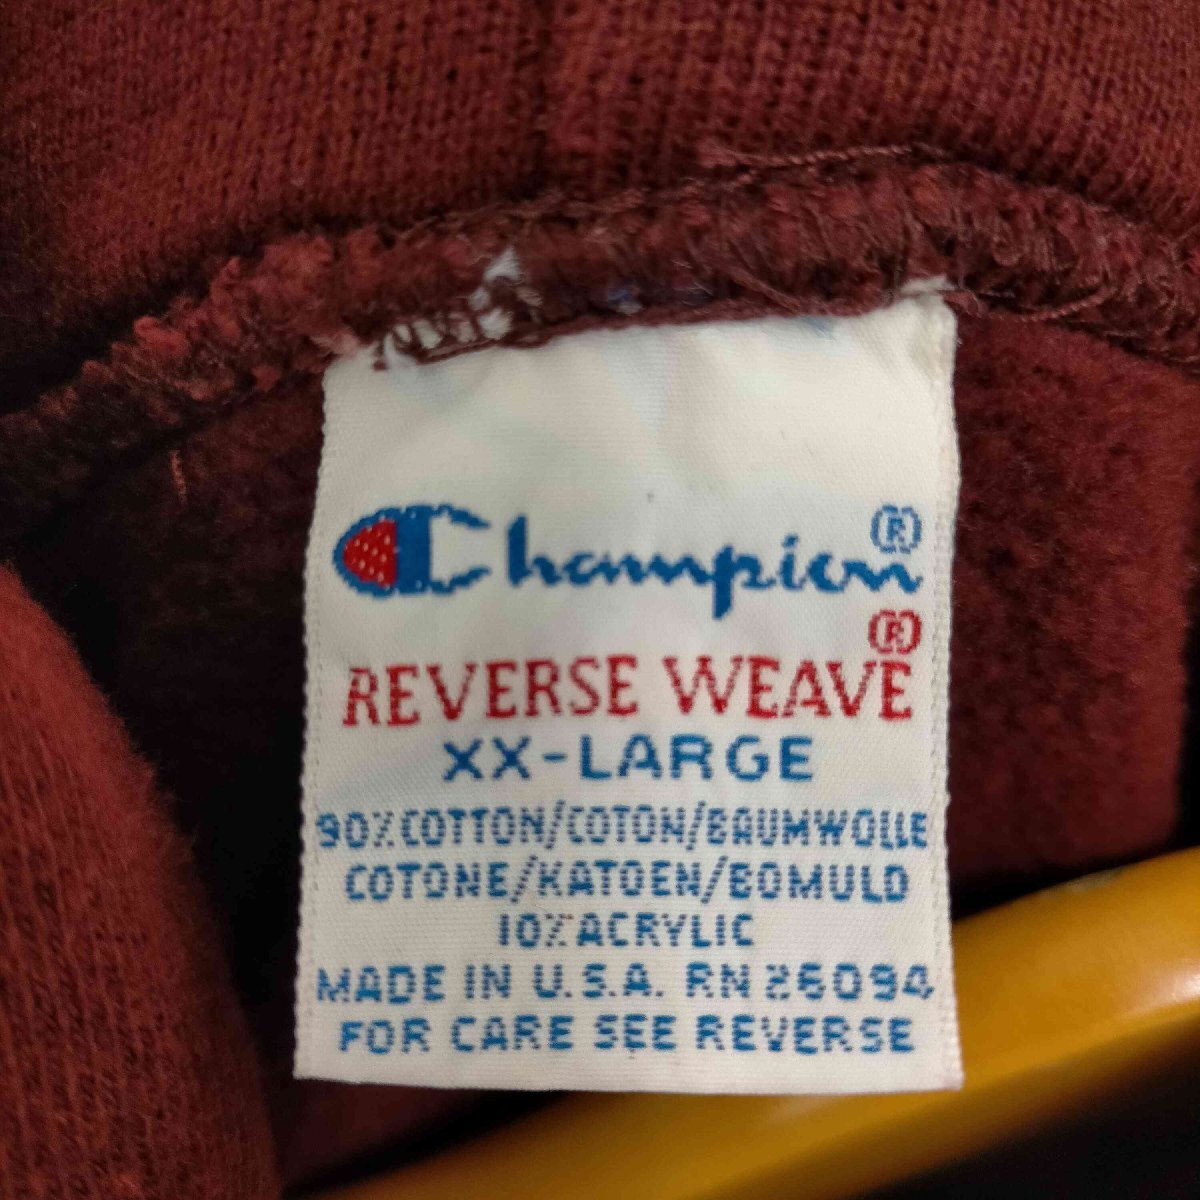 Champion®
REVERSE WEAVE®
XX-LARGE
90% COTTON/COTON/BAUMWOLLE
COTONE/KATOEN/BOMULD
10% ACRYLIC
MADE IN U.S.A. RN 26094
FOR CARE SEE REVERSE